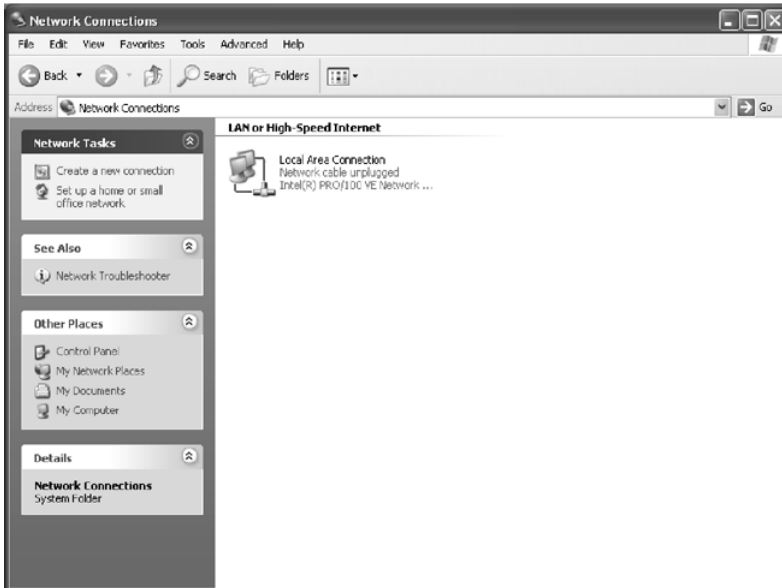 Network Connections
File Edit View Favorites Tools Advanced Help
Back Search Folders
Address Network Connections Go
Network Tasks
Create a new connection
Set up a home or small
office network
See Also
Network Troubleshooter
Other Places
Control Panel
My Network Places
My Documents
My Computer
Details
Network Connections
System Folder
LAN or High-Speed Internet
Local Area Connection
Network cable unplugged
Intel(R) PRO/100 VE Network ...